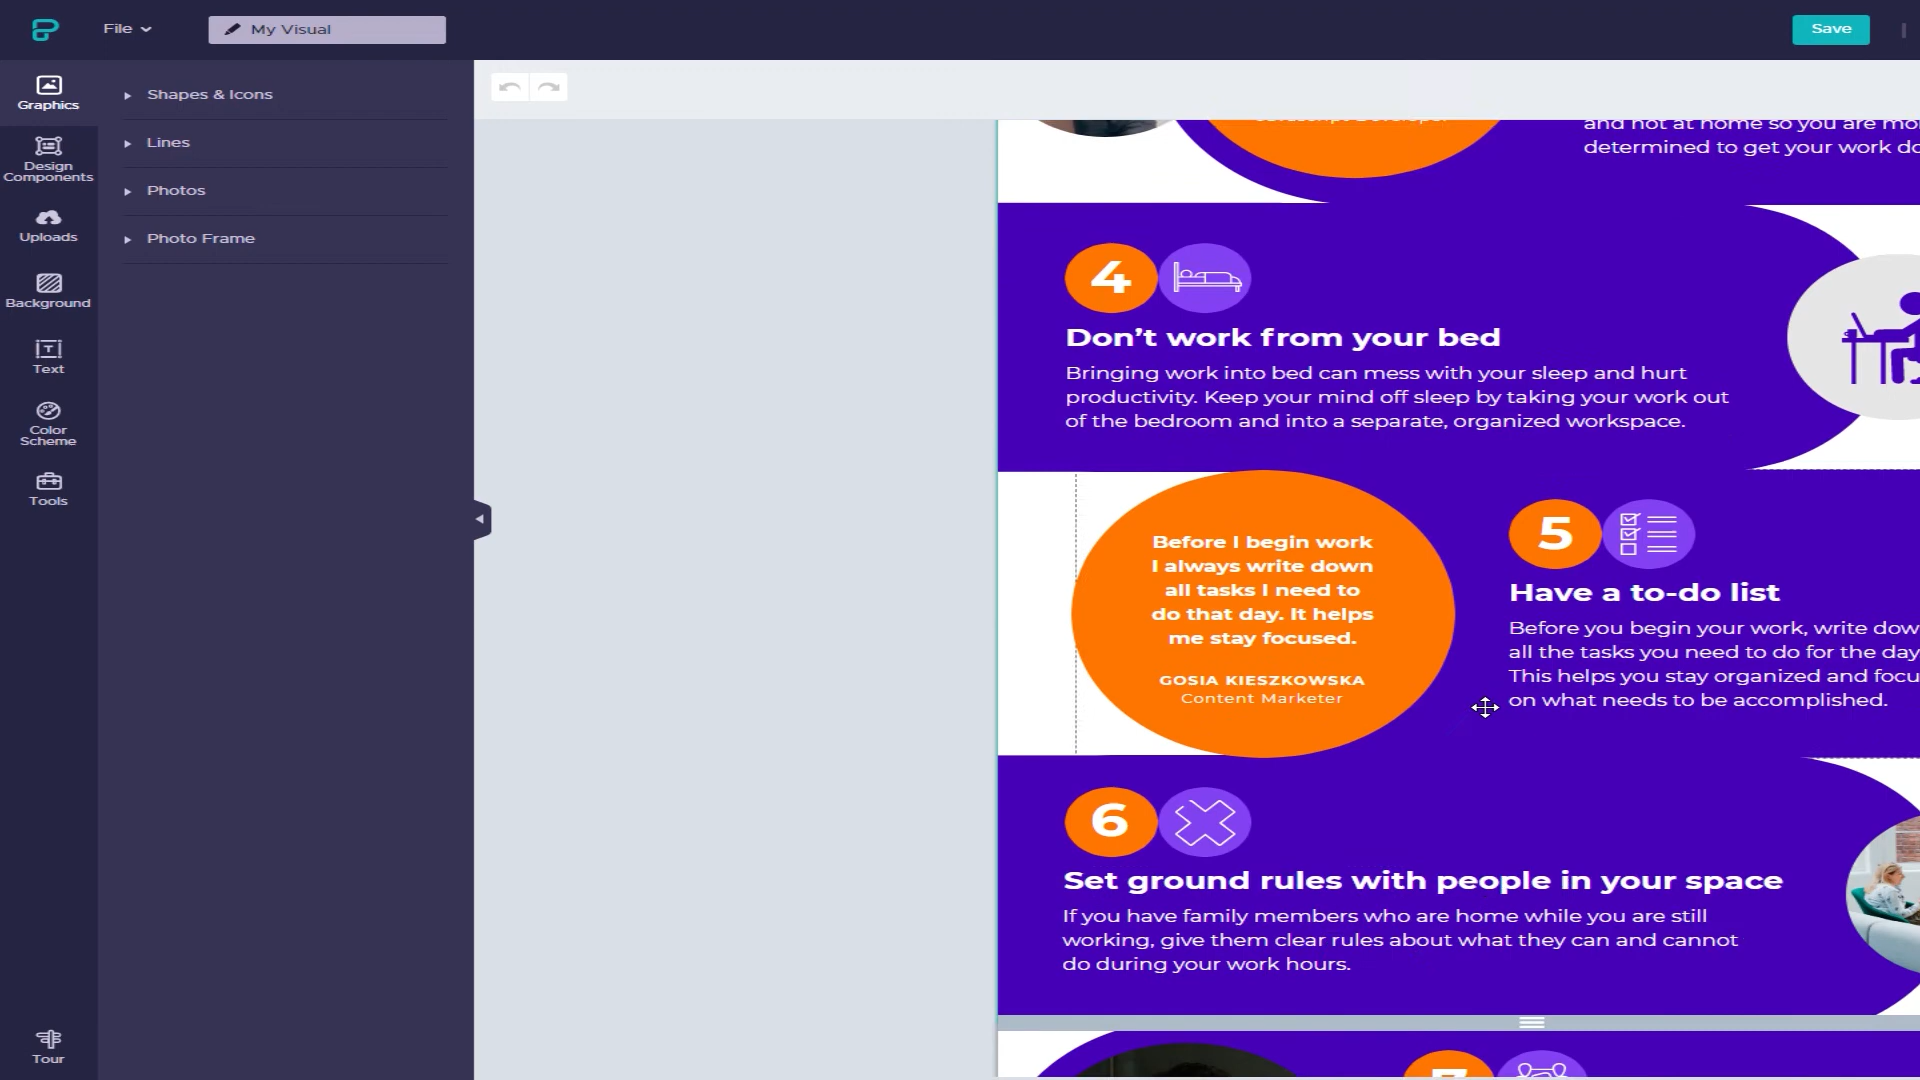 File
My Visual
Save
Graphics
Design
Components
Uploads
Background
Text
Color
Scheme
Tools
Tour
Shapes & Icons
Lines
Photos
Photo Frame
and not at home so you are
determined to get your work
4
Don't work from your bed
Bringing work into bed can mess with your sleep and hurt
productivity. Keep your mind off sleep by taking your work out
of the bedroom and into a separate, organized workspace.
Before I begin work
I always write down
all tasks I need to
do that day. It helps
me stay focused.
GOSIA KIESZKOWSKA
Content Marketer
5
Have a to-do list
Before you begin your work, write
all the tasks you need to do for the day
This helps you stay organized and
on what needs to be accomplished.
6
Set ground rules with people in your space
If you have family members who are home while you are still
working, give them clear rules about what they can and cannot
do during your work hours.
7